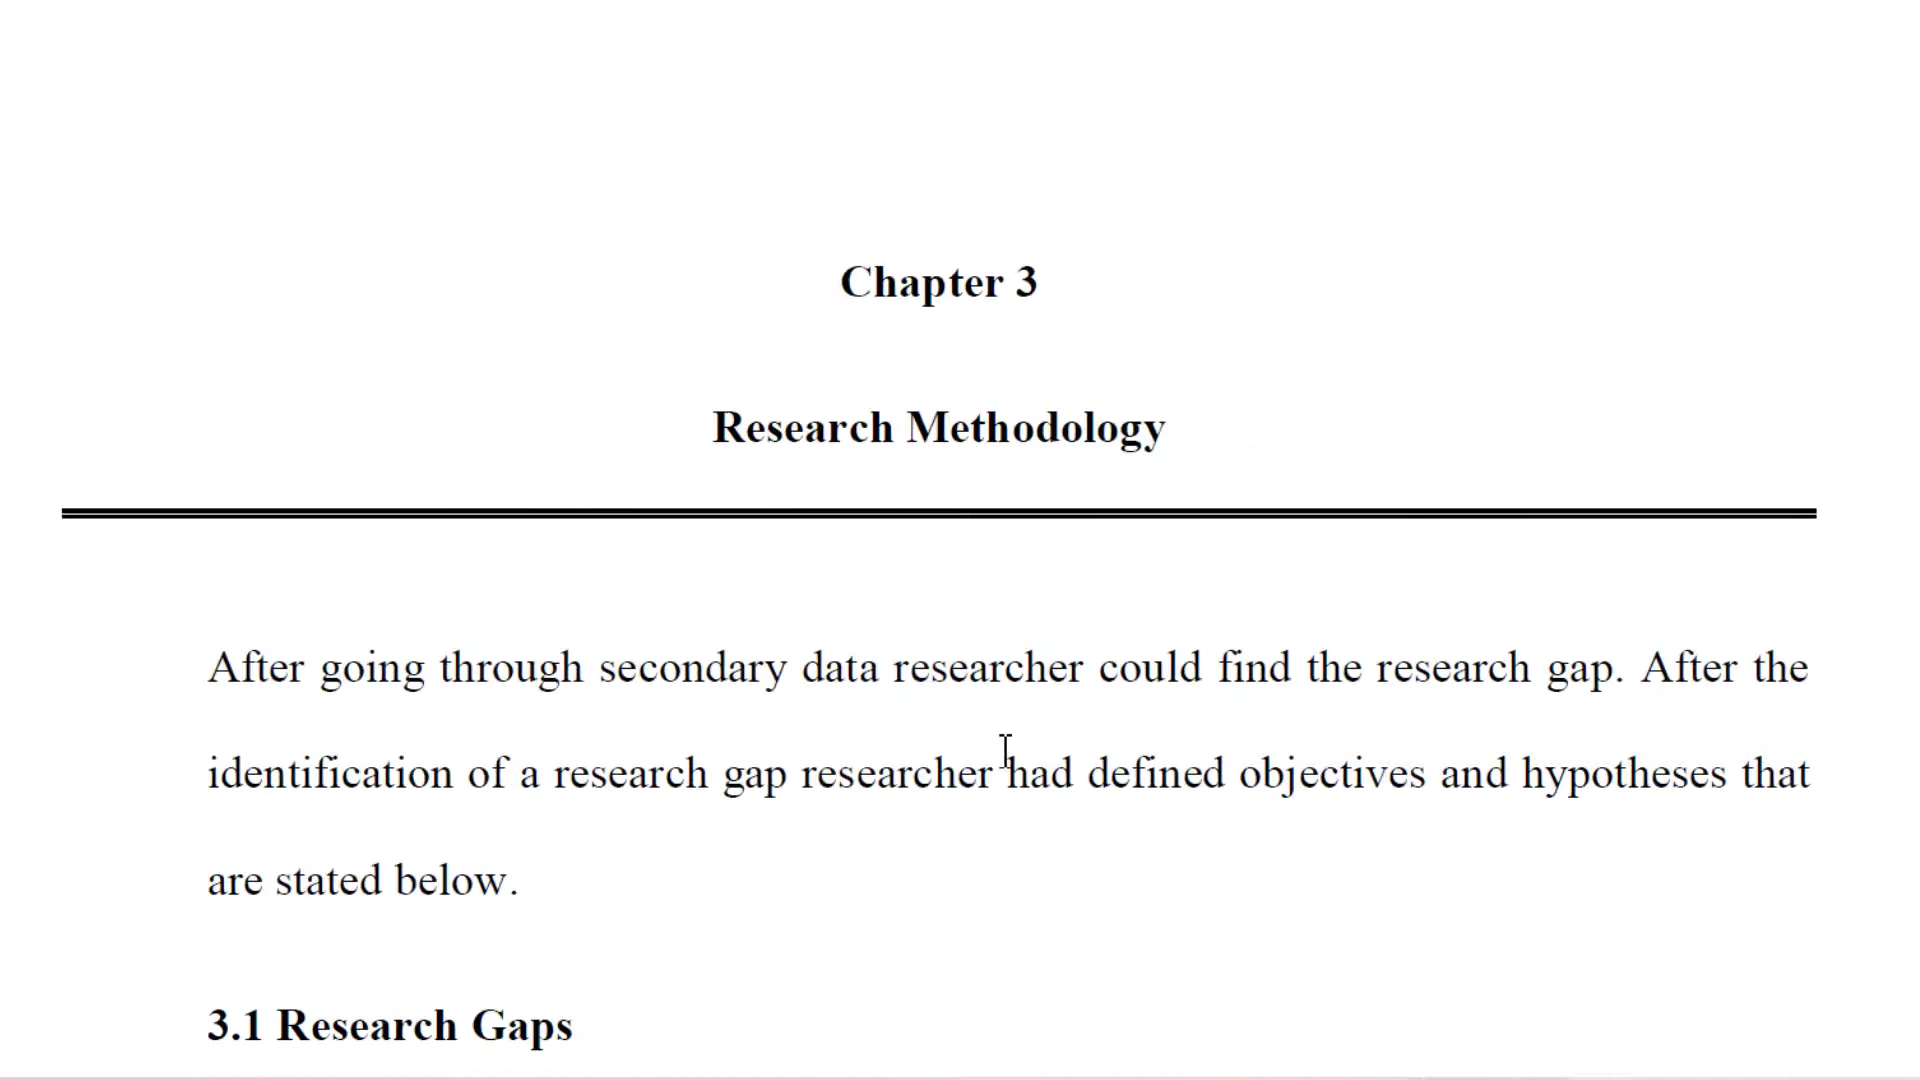 Chapter 3
Research Methodology
After going through secondary data researcher could find the research gap. After the
identification of a research gap researcher had defined objectives and hypotheses that
are stated below.
3.1 Research Gaps